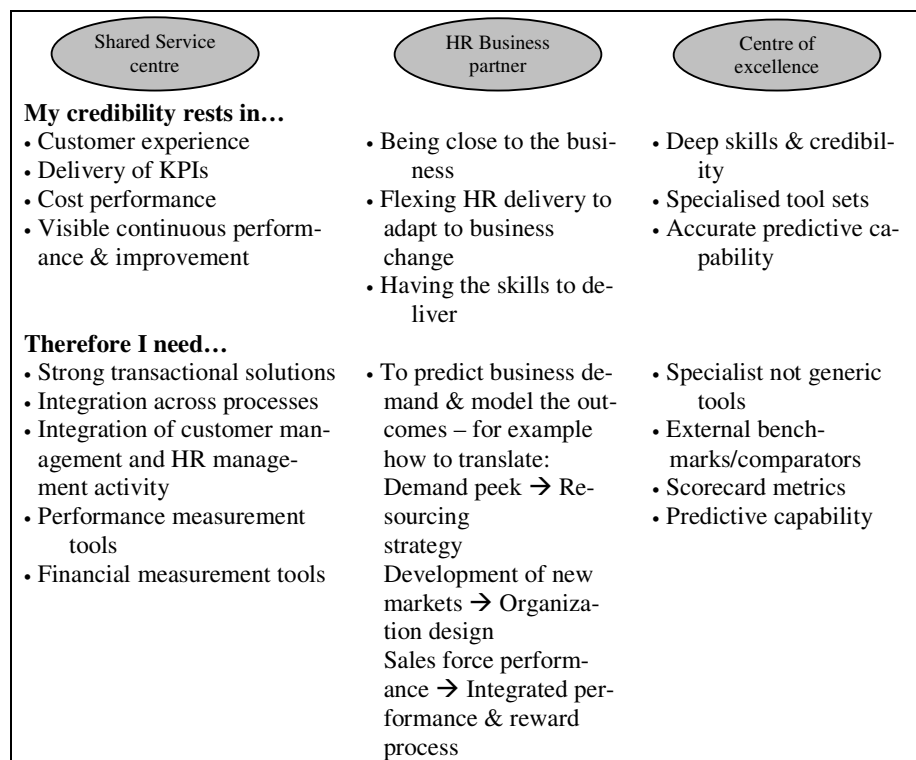 Shared Service
centre
HR Business
partner
Centre of
excellence
My credibility rests in…
• Customer experience
• Delivery of KPIs
• Cost performance
• Visible continuous perform-
ance & improvement
• Being close to the busi-
ness
• Flexing HR delivery to
adapt to business
change
• Having the skills to de-
liver
• Deep skills & credibil-
ity
• Specialised tool sets
• Accurate predictive ca-
pability
Therefore I need…
• Strong transactional solutions
• Integration across processes
• Integration of customer man-
agement and HR manage-
ment activity
• Performance measurement
tools
• Financial measurement tools
• To predict business de-
mand & model the out-
comes – for example
how to translate:
Demand peek → Re-
sourcing
strategy
Development of new
markets → Organiza-
tion design
Sales force perform-
ance → Integrated per-
formance & reward
process
• Specialist not generic
tools
• External bench-
marks/comparators
• Scorecard metrics
• Predictive capability